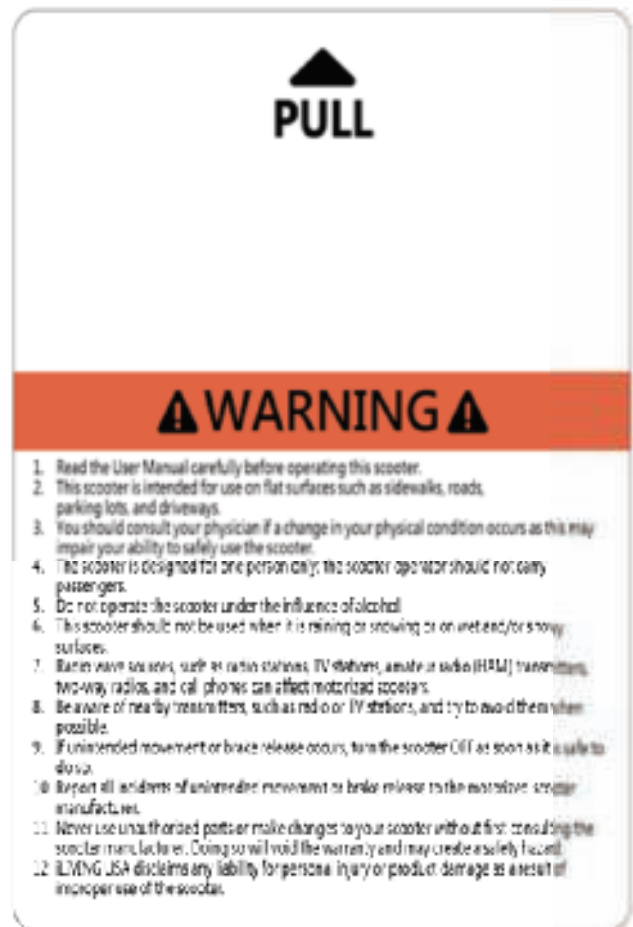 PULL
WARNING
1. Read the User Manual carefully before operating this scooter.
2. This scooter is intended for use on flat surfaces such as sidewalks, roads,
parking lots, and driveways.
3. You should consult your physician if a change in your physical condition occurs as this may
impair your ability to safely use the scooter.
4. The scooter is designed for one person only; the scooter operator should not carry
passengers.
5. Do not operate the scooter under the influence of alcohol
6. This scooter should not be used when it is raining or snowing or on wet and/or snowy
surfaces.
7. Radio wave sources, such as radio stations, TV stations, amateur radio (HAM) transmitters,
two-way radios, and cell phones can affect motorized scooters.
8. Be aware of nearby transmitters, such as radio or TV stations, and try to avoid them when
possible.
9. If unintended movement or brake release occurs, turn the scooter OFF as soon as it is safe to
do so.
10 Report all incidents of unintended movement or brake release to the motorized scooter
manufacturer.
11 Never use unauthorized parts or make changes to your scooter without first consulting the
scooter manufacturer. Doing so will void the warranty and may create a safety hazard.
12 iLIVING USA disclaims any liability for personal injury or product damage as a result of
improper use of the scooter.